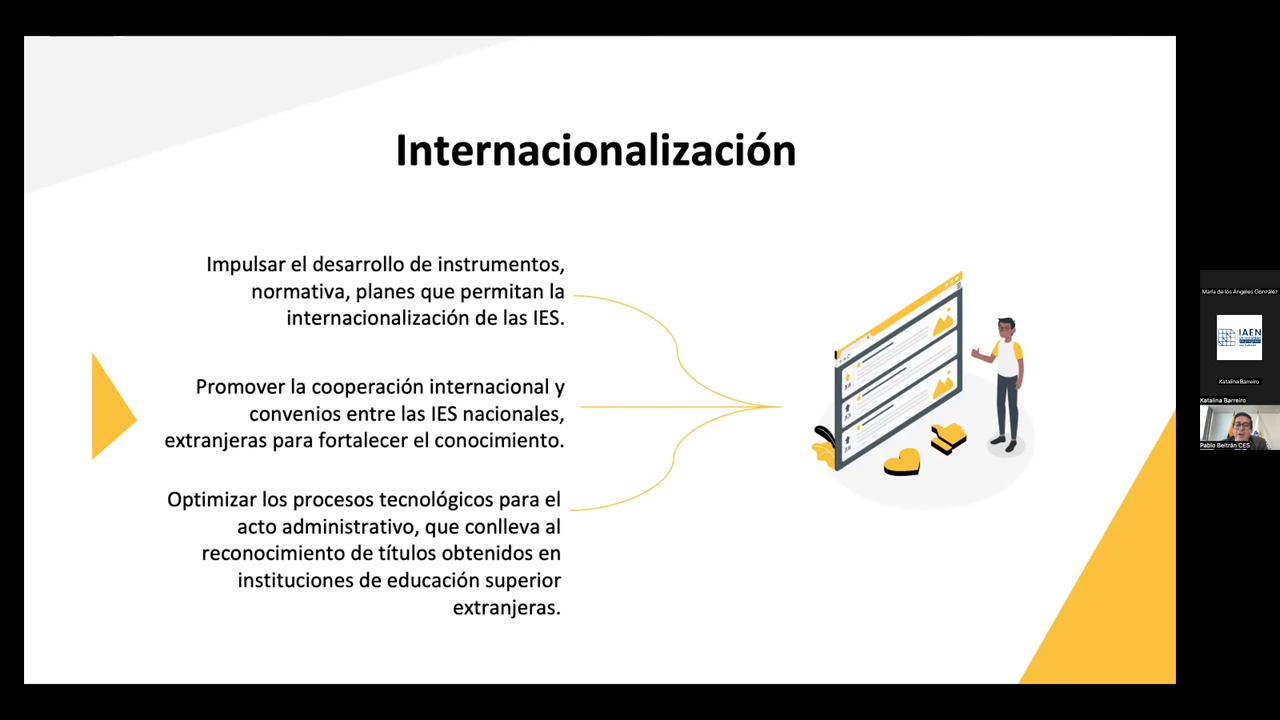 Internacionalización
Impulsar el desarrollo de instrumentos,
normativa, planes que permitan la
internacionalización de las IES.
Promover la cooperación internacional y
convenios entre las IES nacionales,
extranjeras para fortalecer el conocimiento.
Optimizar los procesos tecnológicos para el
acto administrativo, que conlleva al
reconocimiento de títulos obtenidos en
instituciones de educación superior
extranjeras.
María de los Ángeles González
IAEN
Katalina Barreiro
Katalina Barreiro
Pablo Beltrán CES